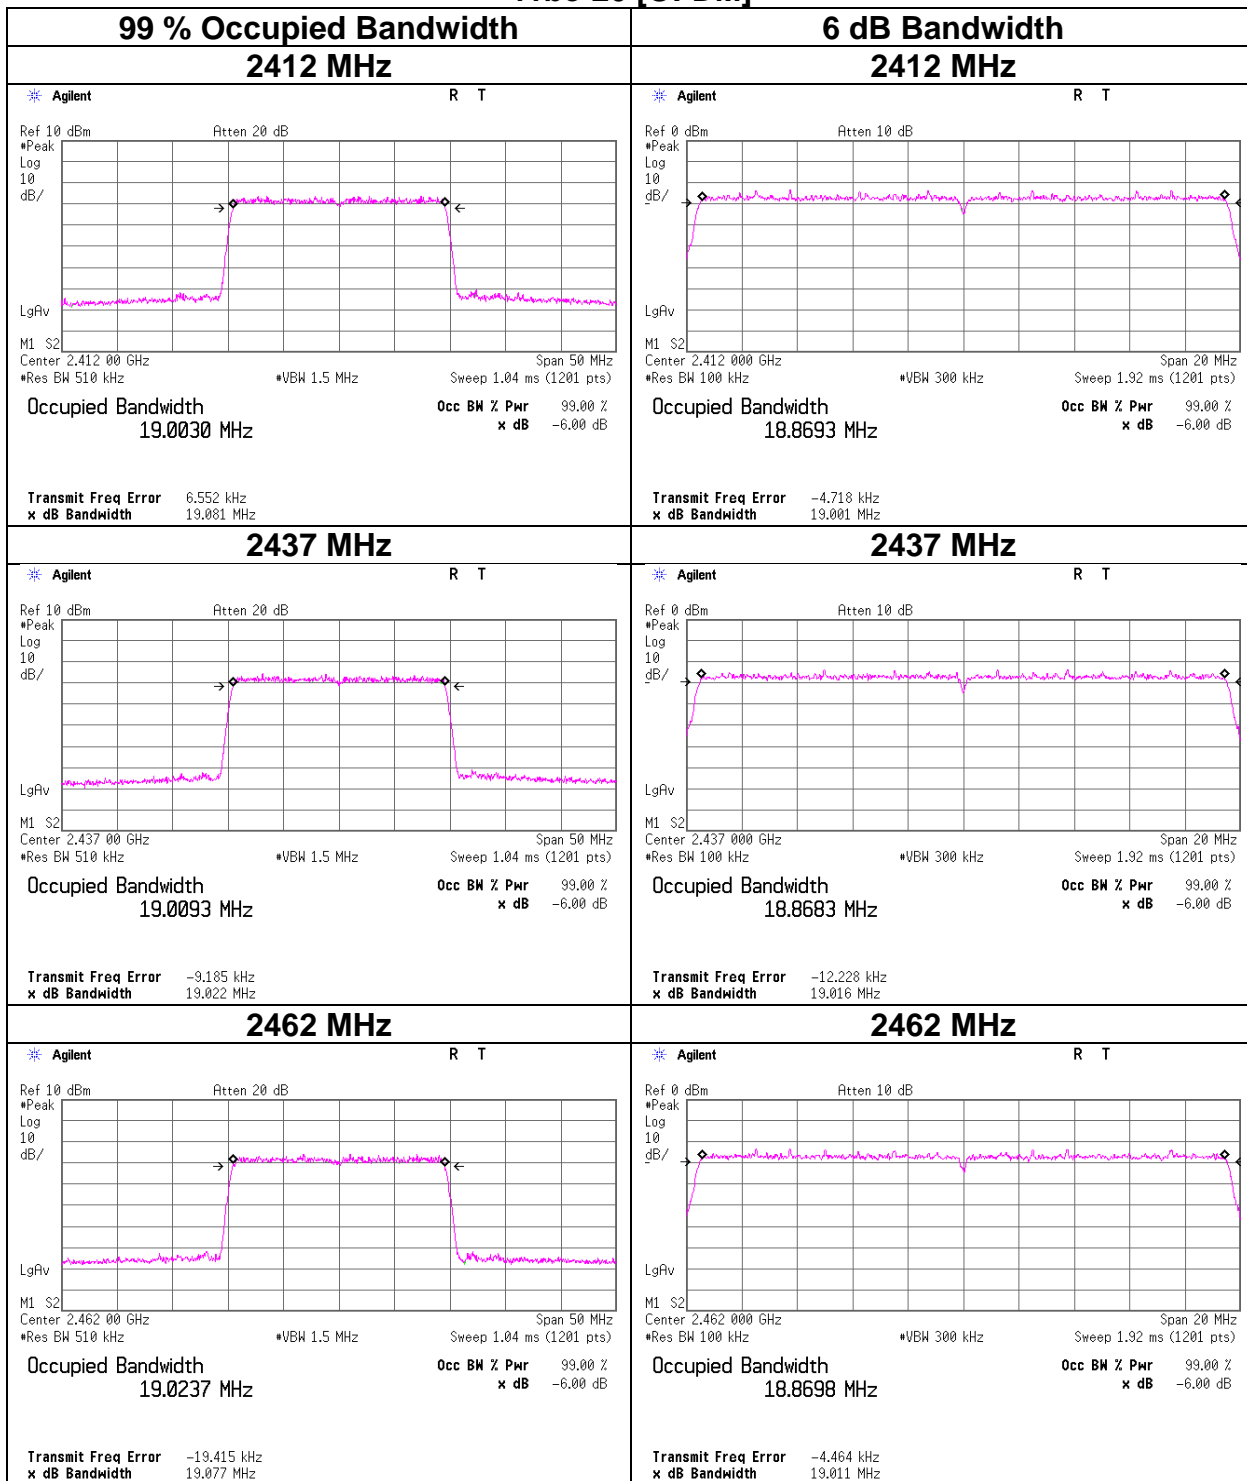 99 % Occupied Bandwidth
6 dB Bandwidth
2412 MHz
2412 MHz
Agilent
R T
Ref 10 dBm
Atten 20 dB
#Peak
Log
10
dB/
LgAv
M1 S2
Center 2.412 00 GHz
Span 50 MHz
#Res BW 510 kHz
#VBW 1.5 MHz
Sweep 1.04 ms (1201 pts)
Occupied Bandwidth
Occ BW % Pwr 99.00 %
19.0030 MHz
x dB -6.00 dB
Transmit Freq Error 6.552 kHz
x dB Bandwidth 19.081 MHz
Agilent
R T
Ref 0 dBm
Atten 10 dB
#Peak
Log
10
dB/
LgAv
M1 S2
Center 2.412 000 GHz
Span 20 MHz
#Res BW 100 kHz
#VBW 300 kHz
Sweep 1.92 ms (1201 pts)
Occupied Bandwidth
Occ BW % Pwr 99.00 %
18.8693 MHz
x dB -6.00 dB
Transmit Freq Error -4.718 kHz
x dB Bandwidth 19.001 MHz
2437 MHz
2437 MHz
Agilent
R T
Ref 10 dBm
Atten 20 dB
#Peak
Log
10
dB/
LgAv
M1 S2
Center 2.437 00 GHz
Span 50 MHz
#Res BW 510 kHz
#VBW 1.5 MHz
Sweep 1.04 ms (1201 pts)
Occupied Bandwidth
Occ BW % Pwr 99.00 %
19.0093 MHz
x dB -6.00 dB
Transmit Freq Error -9.185 kHz
x dB Bandwidth 19.022 MHz
Agilent
R T
Ref 0 dBm
Atten 10 dB
#Peak
Log
10
dB/
LgAv
M1 S2
Center 2.437 000 GHz
Span 20 MHz
#Res BW 100 kHz
#VBW 300 kHz
Sweep 1.92 ms (1201 pts)
Occupied Bandwidth
Occ BW % Pwr 99.00 %
18.8683 MHz
x dB -6.00 dB
Transmit Freq Error -12.228 kHz
x dB Bandwidth 19.016 MHz
2462 MHz
2462 MHz
Agilent
R T
Ref 10 dBm
Atten 20 dB
#Peak
Log
10
dB/
LgAv
M1 S2
Center 2.462 00 GHz
Span 50 MHz
#Res BW 510 kHz
#VBW 1.5 MHz
Sweep 1.04 ms (1201 pts)
Occupied Bandwidth
Occ BW % Pwr 99.00 %
19.0237 MHz
x dB -6.00 dB
Transmit Freq Error -19.415 kHz
x dB Bandwidth 19.077 MHz
Agilent
R T
Ref 0 dBm
Atten 10 dB
#Peak
Log
10
dB/
LgAv
M1 S2
Center 2.462 000 GHz
Span 20 MHz
#Res BW 100 kHz
#VBW 300 kHz
Sweep 1.92 ms (1201 pts)
Occupied Bandwidth
Occ BW % Pwr 99.00 %
18.8698 MHz
x dB -6.00 dB
Transmit Freq Error -4.464 kHz
x dB Bandwidth 19.011 MHz